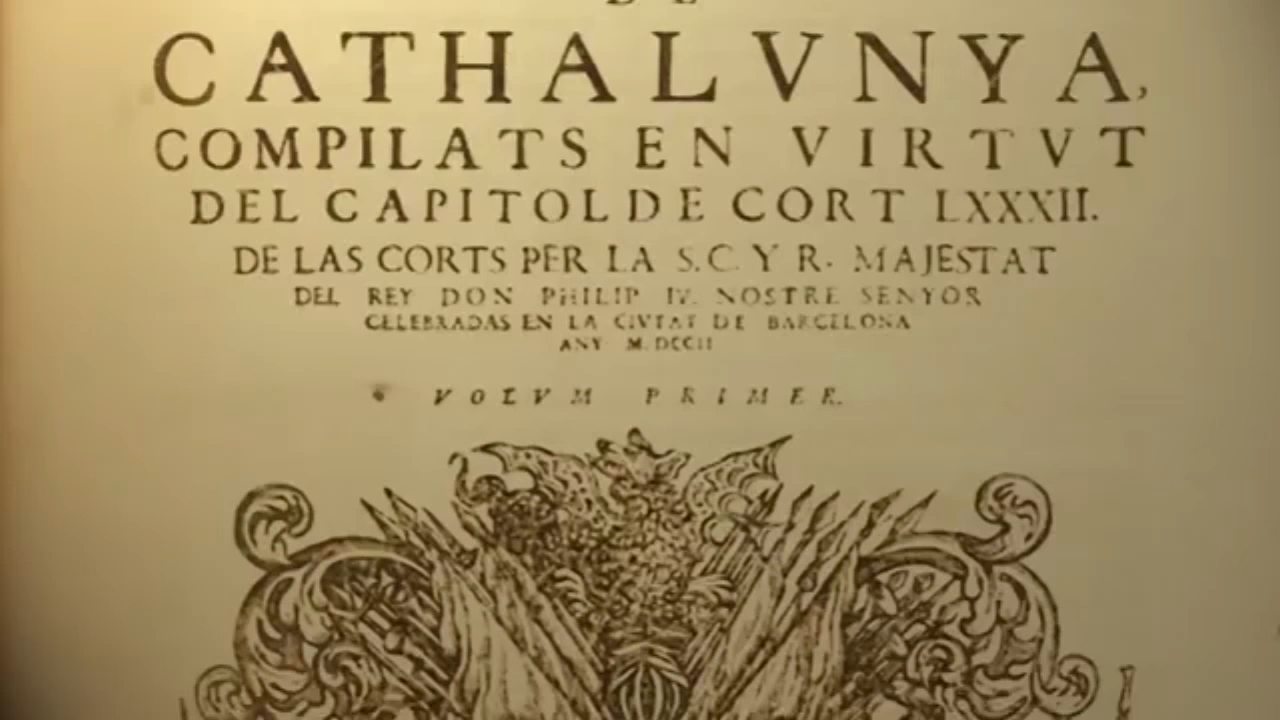 CATHALVNYA,
COMPILATS EN VIRTVT
DEL CAPITOL DE CORT LXXXII.
DE LAS CORTS PER LA S.C.Y R. MAJESTAT
DEL REY DON PHILIP IV. NOSTRE SENYOR
CELEBRADAS EN LA CIVTAT DE BARCELONA
ANY M.DCCII
VOLVM PRIMER.